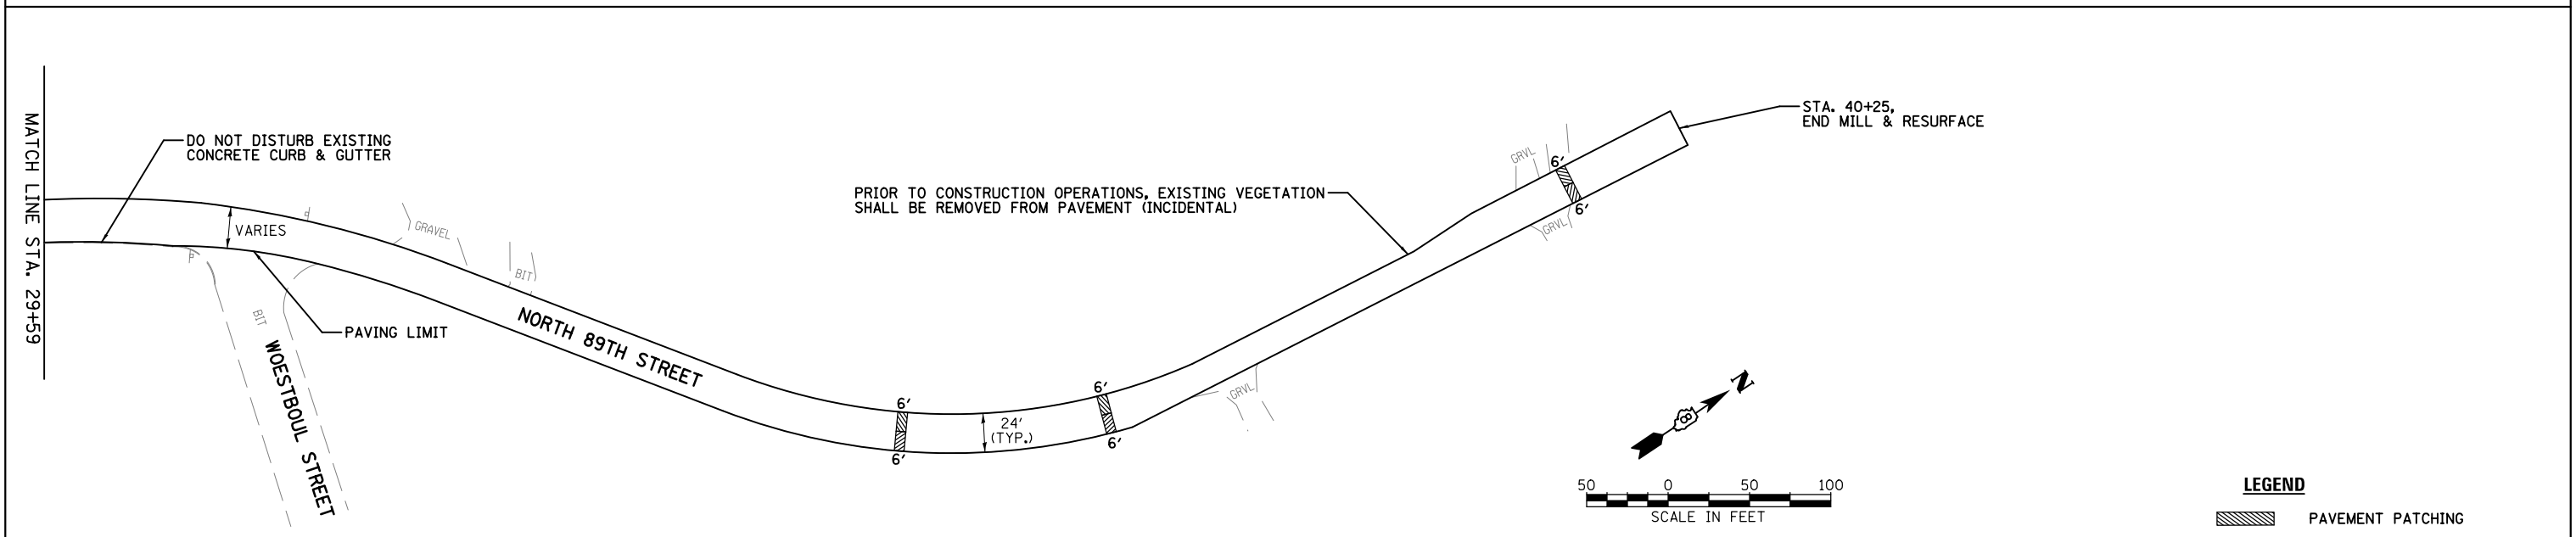 MATCH LINE STA. 29+59
DO NOT DISTURB EXISTING
CONCRETE CURB & GUTTER
VARIES
P
P
GRAVEL
BIT
BIT
PAVING LIMIT
WOESTBOUL STREET
NORTH 89TH STREET
PRIOR TO CONSTRUCTION OPERATIONS, EXISTING VEGETATION
SHALL BE REMOVED FROM PAVEMENT (INCIDENTAL)
6'
6'
24'
(TYP.)
6'
6'
GRVL
GRVL
6'
6'
GRVL
STA. 40+25,
END MILL & RESURFACE
N
8
50 0 50 100
SCALE IN FEET
LEGEND
PAVEMENT PATCHING